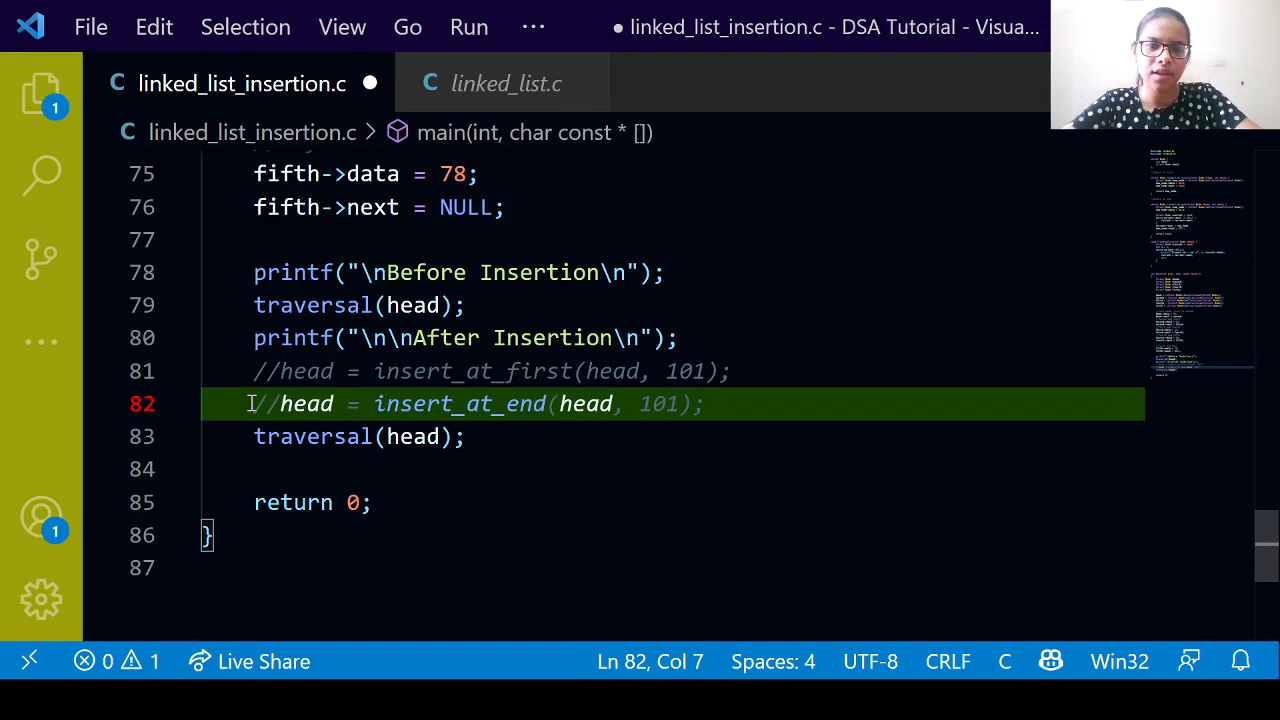 File Edit Selection View Go Run ··· ● linked_list_insertion.c - DSA Tutorial - Visua...
C linked_list_insertion.c ● C linked_list.c
C linked_list_insertion.c > main(int, char const * [])
75 fifth->data = 78;
76 fifth->next = NULL;
77
78 printf("\nBefore Insertion\n");
79 traversal(head);
80 printf("\n\nAfter Insertion\n");
81 //head = insert_at_first(head, 101);
82 //head = insert_at_end(head, 101);
83 traversal(head);
84
85 return 0;
86 }
87
1
1
0 1 Live Share Ln 82, Col 7 Spaces: 4 UTF-8 CRLF C Win32